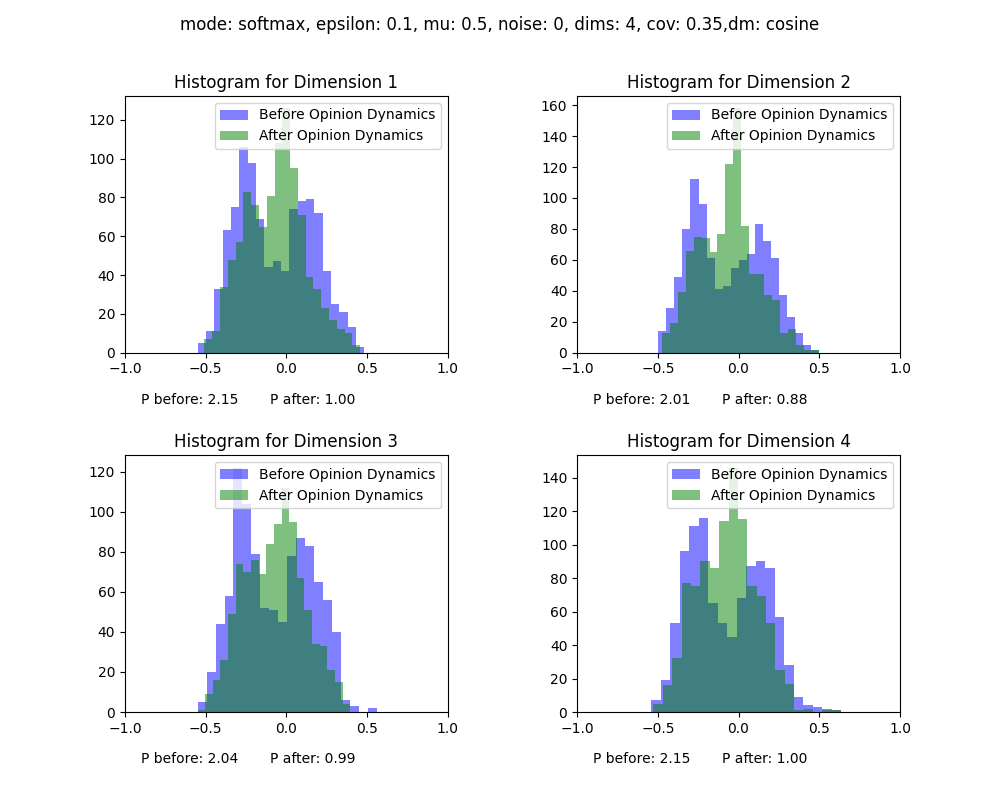 mode: softmax, epsilon: 0.1, mu: 0.5, noise: 0, dims: 4, cov: 0.35,dm: cosine
Histogram for Dimension 1
Before Opinion Dynamics
After Opinion Dynamics
120
100
80
60
40
20
0
−1.0 −0.5 0.0 0.5 1.0
P before: 2.15 P after: 1.00
Histogram for Dimension 2
Before Opinion Dynamics
After Opinion Dynamics
160
140
120
100
80
60
40
20
0
−1.0 −0.5 0.0 0.5 1.0
P before: 2.01 P after: 0.88
Histogram for Dimension 3
Before Opinion Dynamics
After Opinion Dynamics
120
100
80
60
40
20
0
−1.0 −0.5 0.0 0.5 1.0
P before: 2.04 P after: 0.99
Histogram for Dimension 4
Before Opinion Dynamics
After Opinion Dynamics
140
120
100
80
60
40
20
0
−1.0 −0.5 0.0 0.5 1.0
P before: 2.15 P after: 1.00